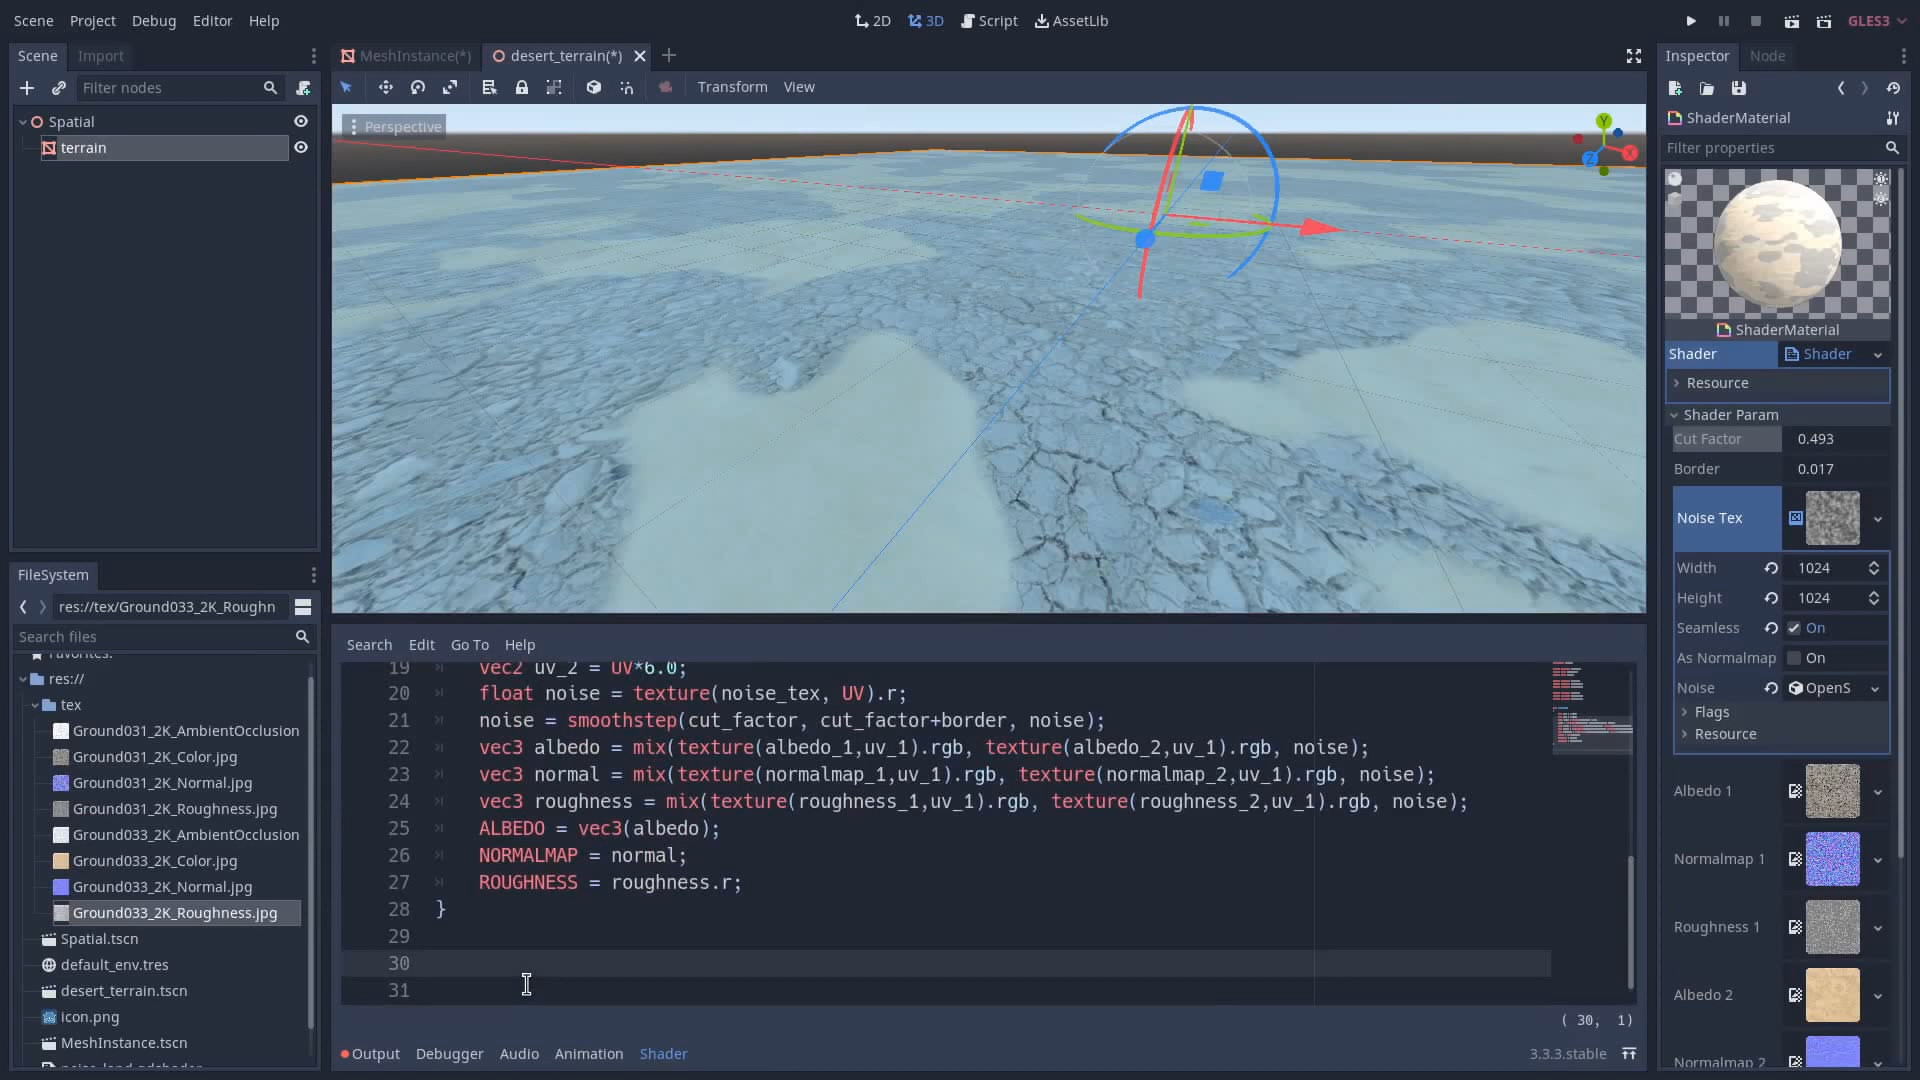 Scene Project Debug Editor Help
2D 3D Script AssetLib
GLES3
Scene Import
Filter nodes
Spatial
terrain
FileSystem
res://tex/Ground033_2K_Roughn
Search files
Favorites:
res://
tex
Ground031_2K_AmbientOcclusion
Ground031_2K_Color.jpg
Ground031_2K_Normal.jpg
Ground031_2K_Roughness.jpg
Ground033_2K_AmbientOcclusion
Ground033_2K_Color.jpg
Ground033_2K_Normal.jpg
Ground033_2K_Roughness.jpg
Spatial.tscn
default_env.tres
desert_terrain.tscn
icon.png
MeshInstance.tscn
MeshInstance(*) desert_terrain(*)
Transform View
Perspective
Y
X
Z
Search Edit Go To Help
19 vec2 uv_2 = UV*6.0;
20 float noise = texture(noise_tex, UV).r;
21 noise = smoothstep(cut_factor, cut_factor+border, noise);
22 vec3 albedo = mix(texture(albedo_1,uv_1).rgb, texture(albedo_2,uv_1).rgb, noise);
23 vec3 normal = mix(texture(normalmap_1,uv_1).rgb, texture(normalmap_2,uv_1).rgb, noise);
24 vec3 roughness = mix(texture(roughness_1,uv_1).rgb, texture(roughness_2,uv_1).rgb, noise);
25 ALBEDO = vec3(albedo);
26 NORMALMAP = normal;
27 ROUGHNESS = roughness.r;
28 }
29
30
31
( 30, 1)
Output Debugger Audio Animation Shader
3.3.3.stable
Inspector Node
ShaderMaterial
Filter properties
ShaderMaterial
Shader Shader
Resource
Shader Param
Cut Factor 0.493
Border 0.017
Noise Tex
Width 1024
Height 1024
Seamless On
As Normalmap On
Noise OpenS
Flags
Resource
Albedo 1
Normalmap 1
Roughness 1
Albedo 2
Normalmap 2